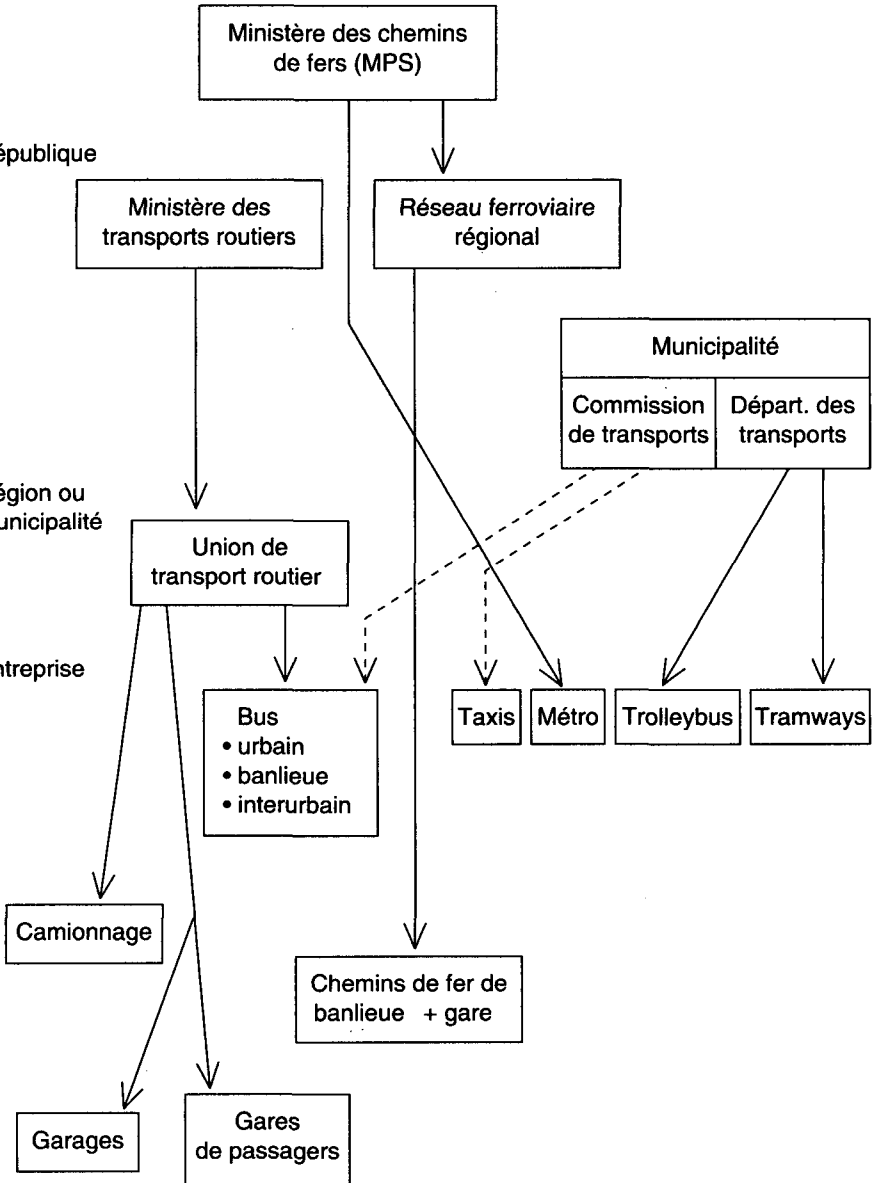 Ministère des chemins
de fers (MPS)
épublique
Ministère des
transports routiers
Réseau ferroviaire
régional
Municipalité
Commission
de transports
Départ. des
transports
égion ou
unicipalité
Union de
transport routier
ntreprise
Bus
• urbain
• banlieue
• interurbain
Taxis
Métro
Trolleybus
Tramways
Camionnage
Chemins de fer de
banlieue + gare
Garages
Gares
de passagers